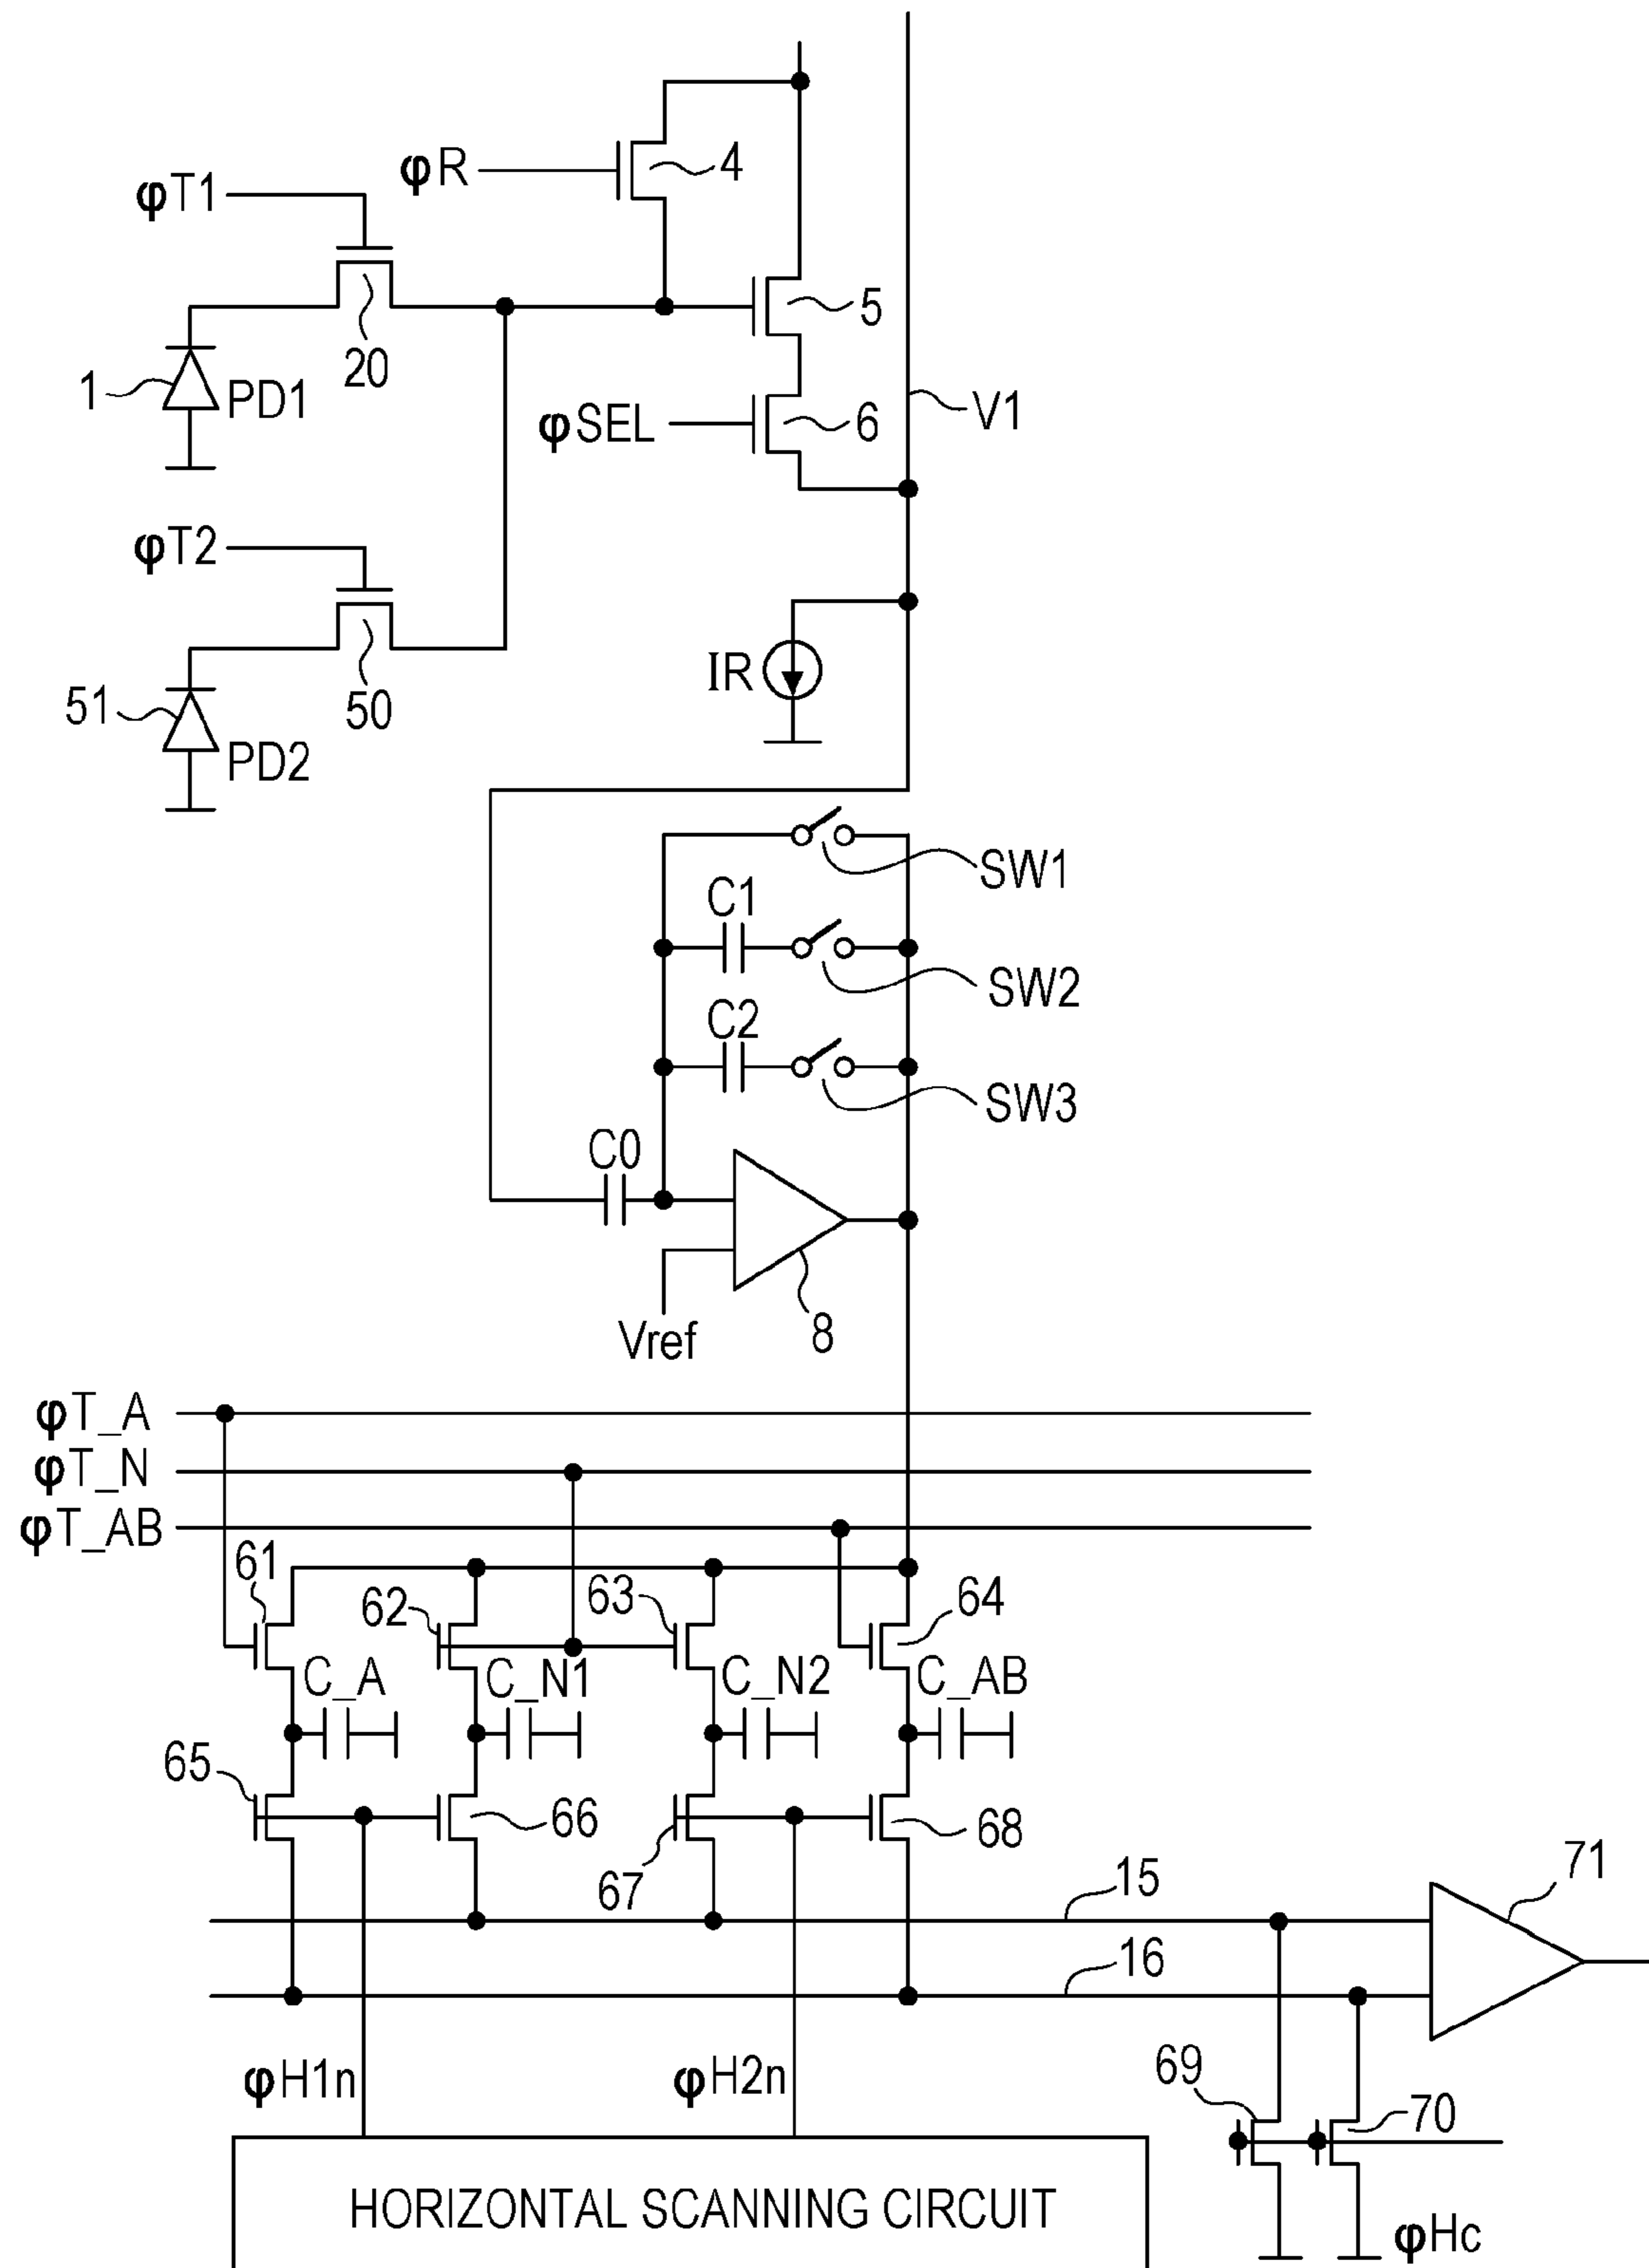 φR
4
φT1
5
20
1
PD1
φSEL
6
V1
φT2
IR
51
50
PD2
SW1
C1
SW2
C2
SW3
C0
8
Vref
φT_A
φT_N
φT_AB
61
62
63
64
C_A
C_N1
C_N2
C_AB
65
66
67
68
15
71
16
φH1n
φH2n
69
70
HORIZONTAL SCANNING CIRCUIT
φHc